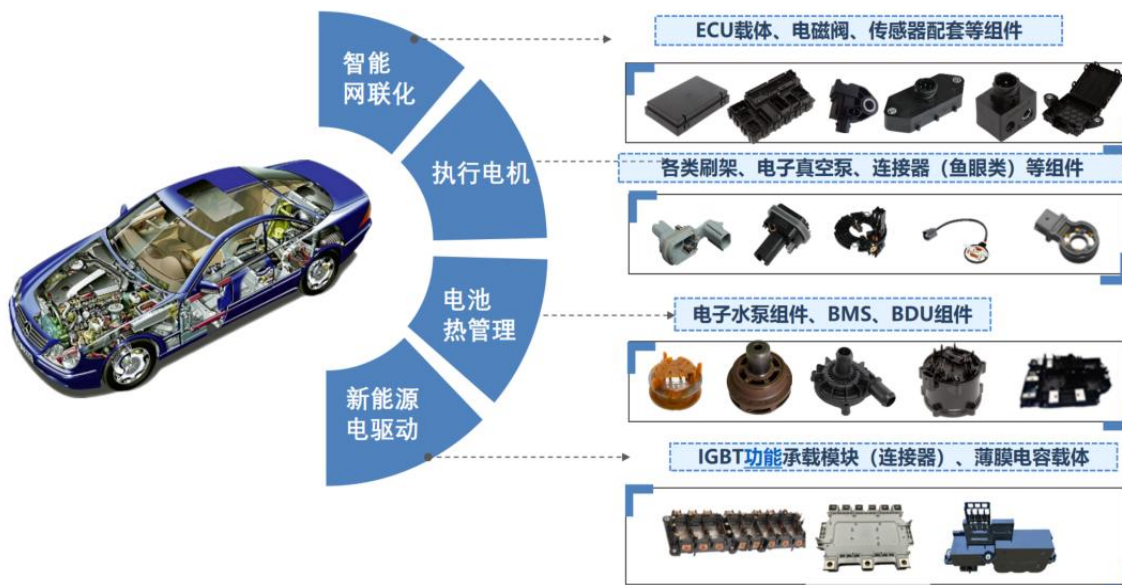 智能
网联化
ECU载体、电磁阀、传感器配套等组件
执行电机
各类刷架、电子真空泵、连接器（鱼眼类）等组件
电池
热管理
电子水泵组件、BMS、BDU组件
新能源
电驱动
IGBT功能承载模块（连接器）、薄膜电容载体